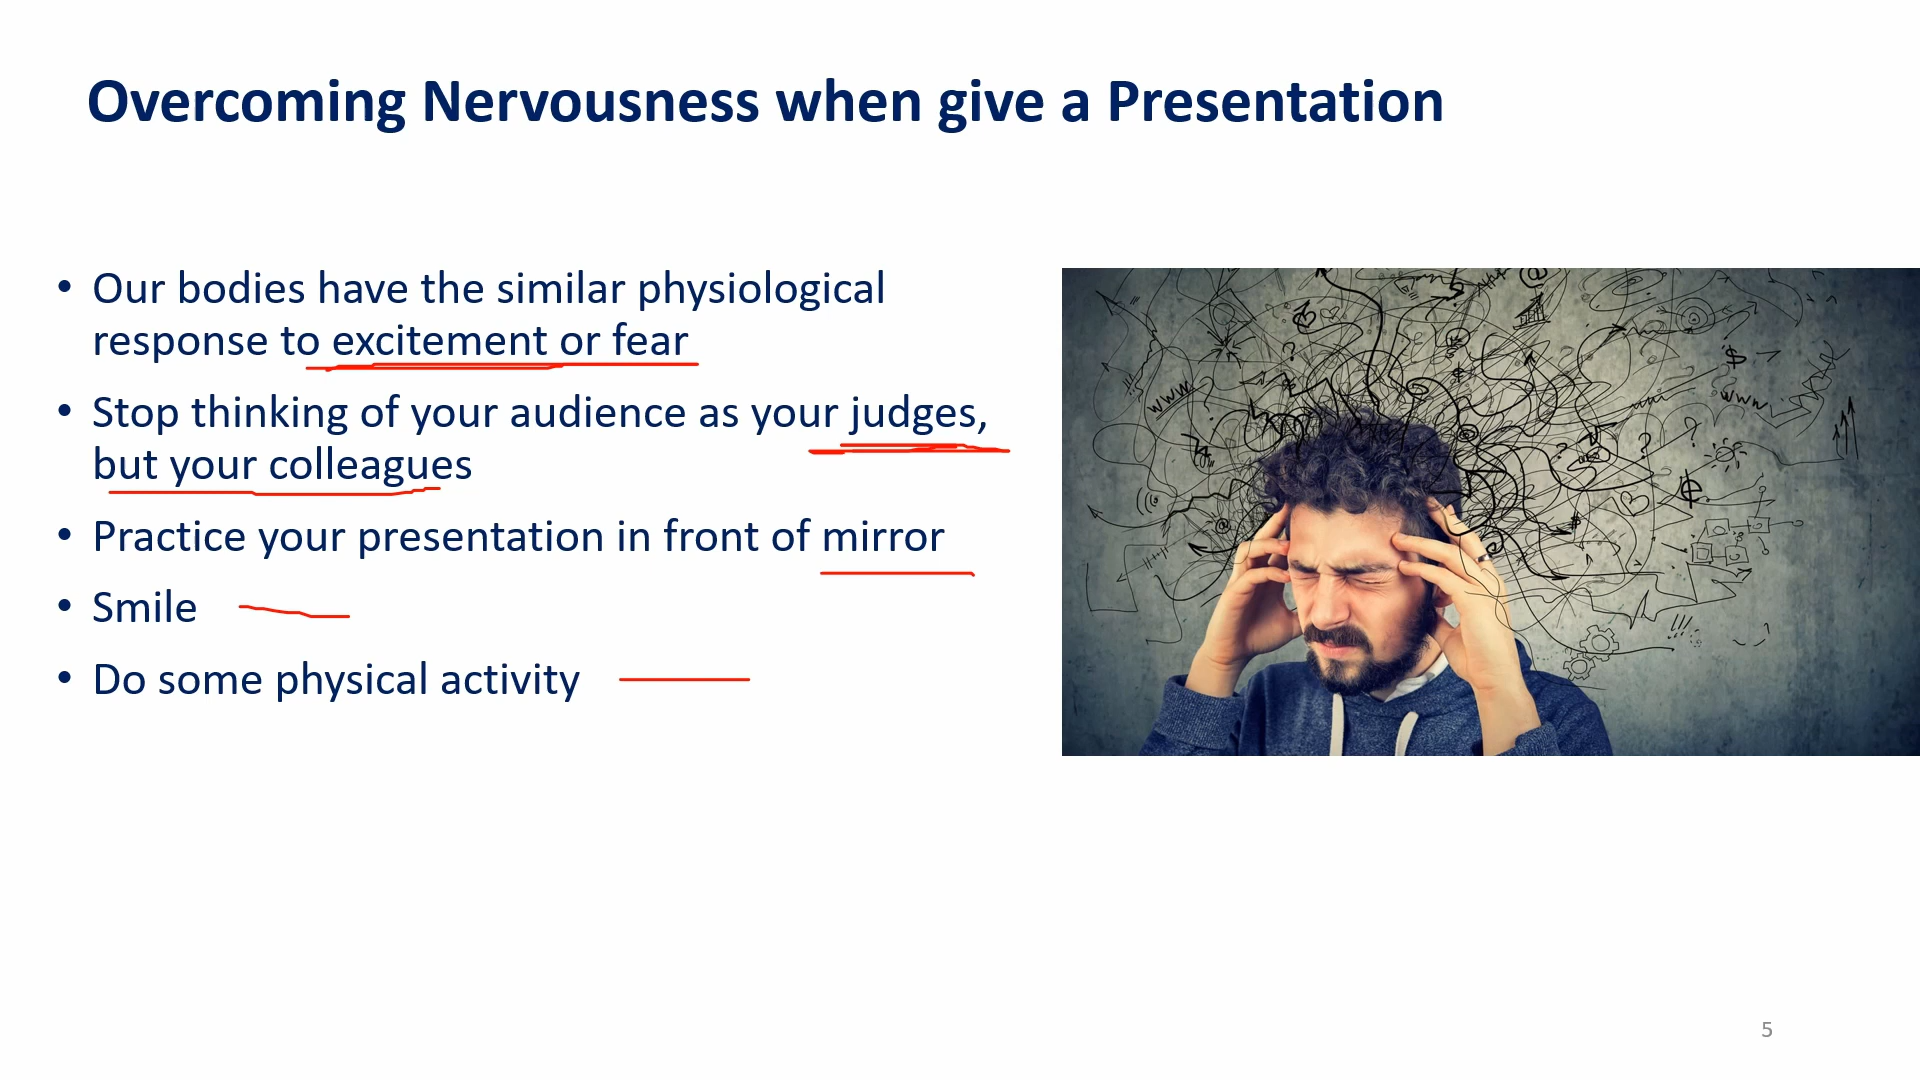 Overcoming Nervousness when give a Presentation
• Our bodies have the similar physiological
response to excitement or fear
• Stop thinking of your audience as your judges,
but your colleagues
• Practice your presentation in front of mirror
• Smile
• Do some physical activity
www
www
5